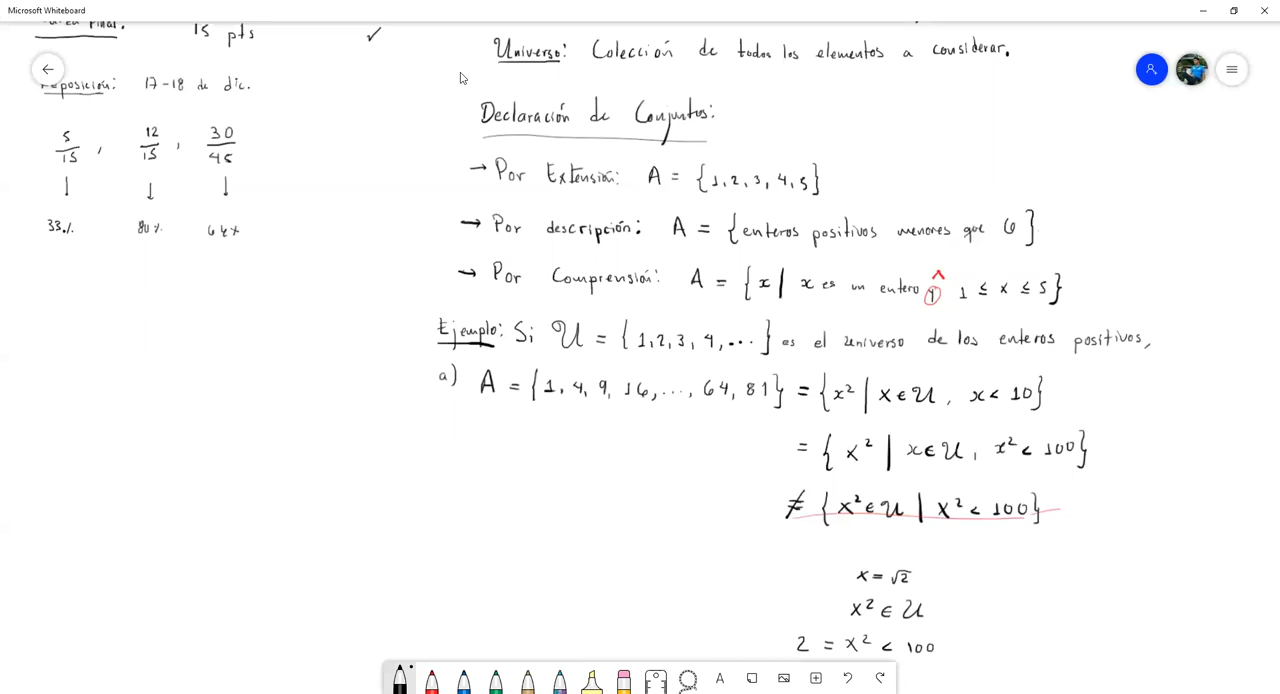 Microsoft Whiteboard
Final:
15 pts ✓
Reposición: 17-18 de dic.
5/15 , 12/15 , 30/45
↓ ↓ ↓
33% 80% 64%
Universo: Colección de todos los elementos a considerar.
Declaración de Conjuntos:
→ Por Extensión: A = {1, 2, 3, 4, 5}
→ Por descripción: A = {enteros positivos menores que 6}
→ Por Comprensión: A = {x | x es un entero y 1 ≤ x ≤ 5}
^
Ejemplo: Si U = {1, 2, 3, 4, ...} es el universo de los enteros positivos,
a) A = {1, 4, 9, 16, ..., 64, 81} = {x² | x ∈ U, x < 10}
= {x² | x ∈ U, x² < 100}
≠ {x² ∈ U | x² < 100}
x = √2
x² ∈ U
2 = x² < 100